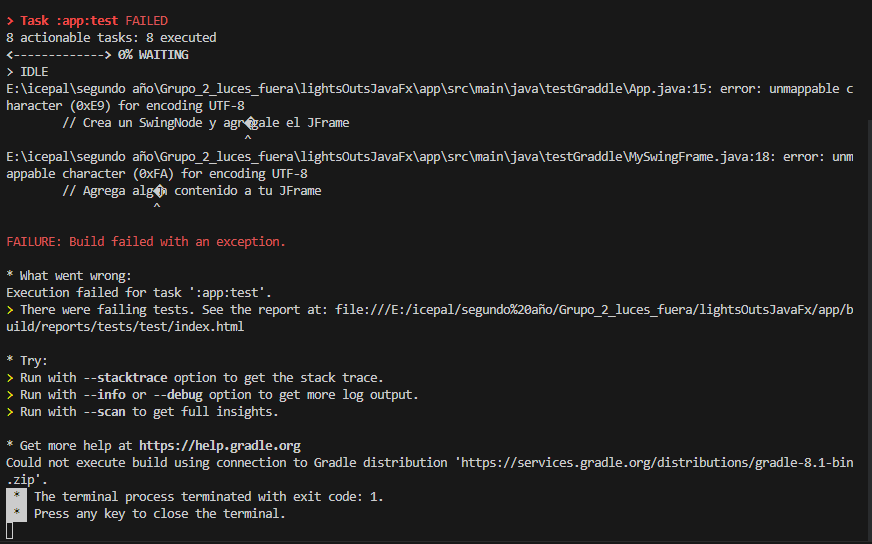 > Task :app:test FAILED
8 actionable tasks: 8 executed
<-------------> 0% WAITING
> IDLE
E:\icepal\segundo año\Grupo_2_luces_fuera\lightsOutsJavaFx\app\src\main\java\testGraddle\App.java:15: error: unmappable c
haracter (0xE9) for encoding UTF-8
        // Crea un SwingNode y agr�gale el JFrame
                                 ^
E:\icepal\segundo año\Grupo_2_luces_fuera\lightsOutsJavaFx\app\src\main\java\testGraddle\MySwingFrame.java:18: error: unm
appable character (0xFA) for encoding UTF-8
        // Agrega alg�n contenido a tu JFrame
                     ^
FAILURE: Build failed with an exception.
* What went wrong:
Execution failed for task ':app:test'.
> There were failing tests. See the report at: file:///E:/icepal/segundo%20año/Grupo_2_luces_fuera/lightsOutsJavaFx/app/b
uild/reports/tests/test/index.html
* Try:
> Run with --stacktrace option to get the stack trace.
> Run with --info or --debug option to get more log output.
> Run with --scan to get full insights.
* Get more help at https://help.gradle.org
Could not execute build using connection to Gradle distribution 'https://services.gradle.org/distributions/gradle-8.1-bin
.zip'.
 *  The terminal process terminated with exit code: 1.
 *  Press any key to close the terminal.